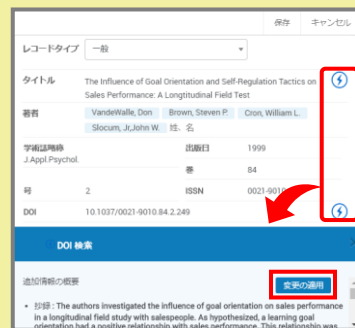 保存 キャンセル
レコードタイプ 一般
タイトル The Influence of Goal Orientation and Self-Regulation Tactics on
Sales Performance: A Longtitudinal Field Test
著者 VandeWalle, Don Brown, Steven P. Cron, William L.
Slocum, Jr,John W. 姓、名
学術誌略称 出版日 1999
J.Appl.Psychol.
巻 84
号 2 ISSN 0021-9010
DOI 10.1037/0021-9010.84.2.249
DOI 検索
追加情報の概要 変更の適用
• 抄録 : The authors investigated the influence of goal orientation on sales performance
in a longitudinal field study with salespeople. As hypothesized, a learning goal
orientation had a positive relationship with sales performance. This relationship was